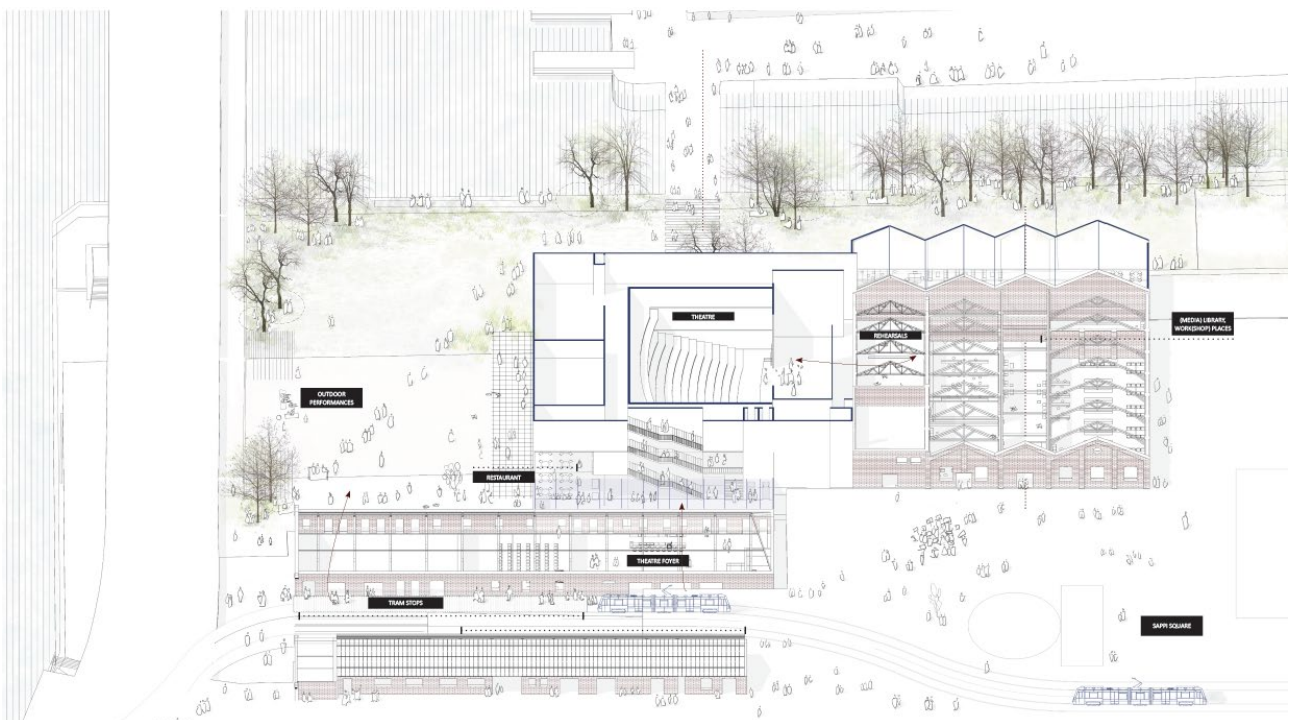 THEATRE
REHEARSALS
(MEDIA) LIBRARY,
WORK(SHOP) PLACES
OUTDOOR
PERFORMANCES
RESTAURANT
THEATRE FOYER
TRAM STOPS
SAPPI SQUARE